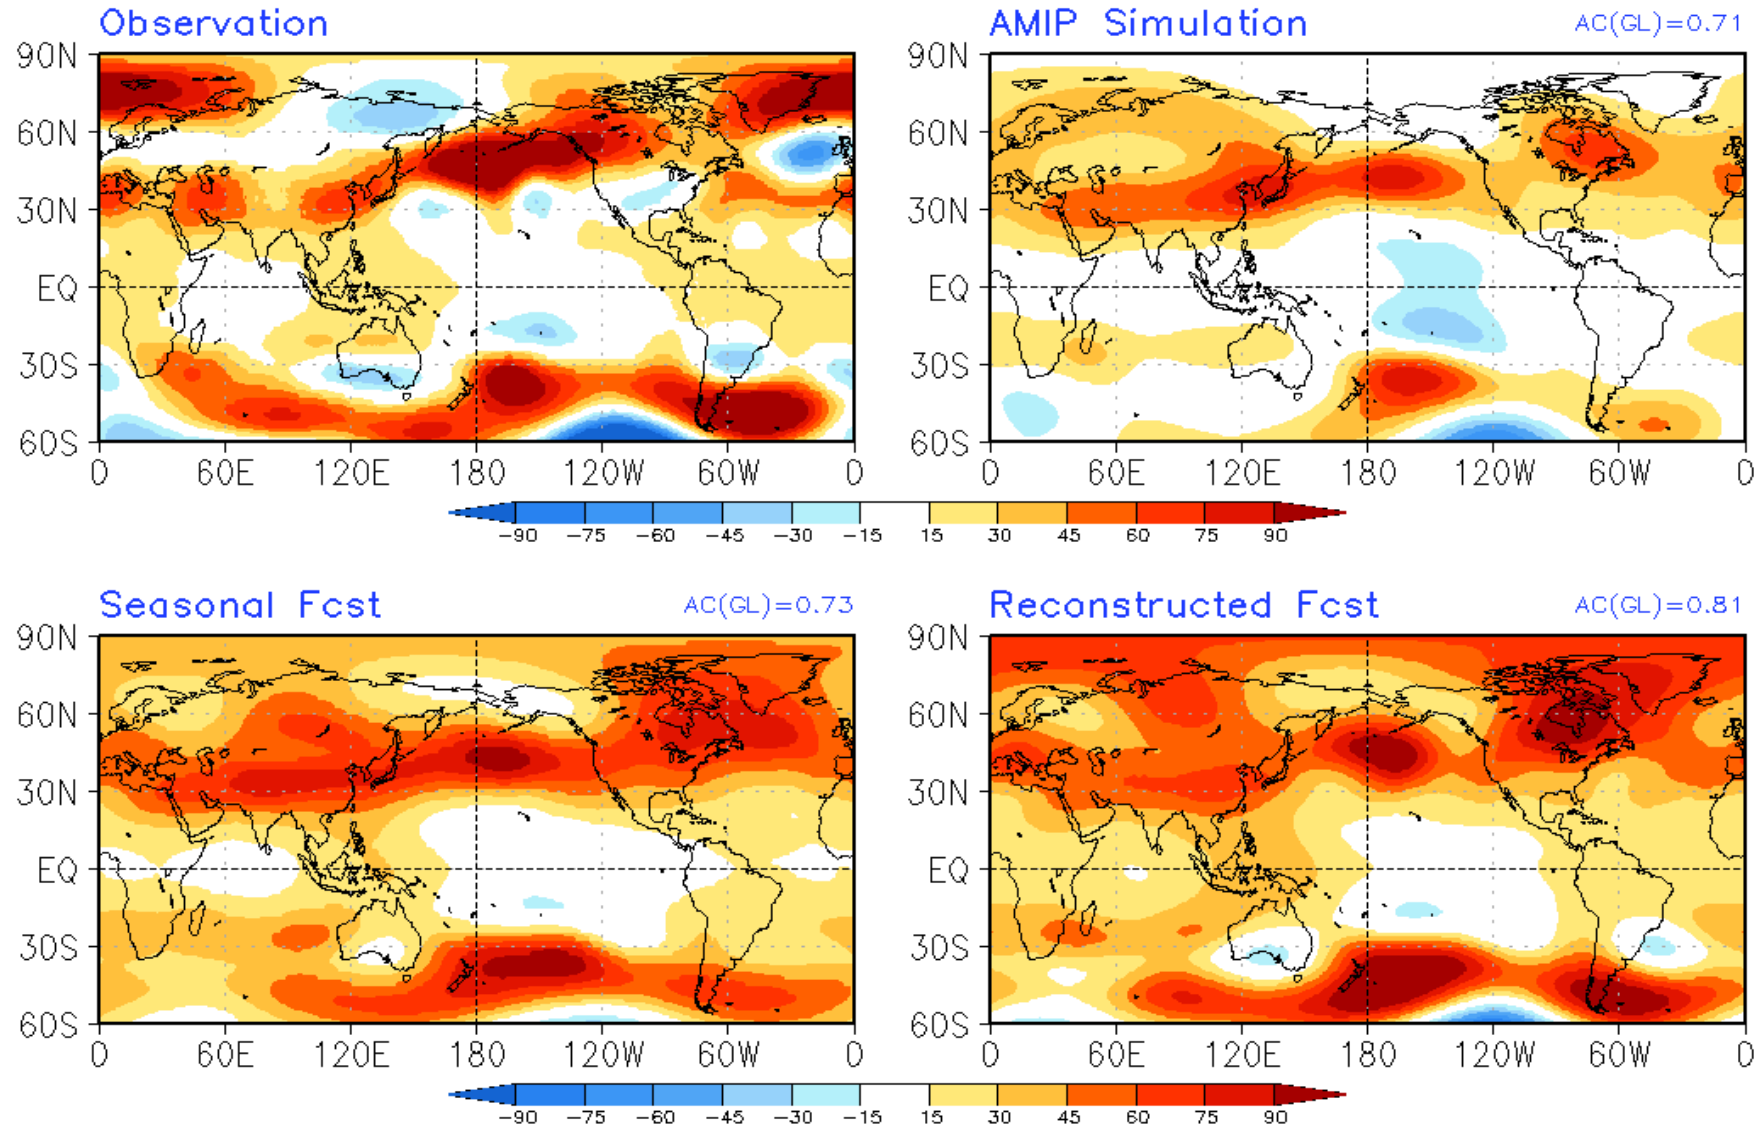 Observation
AMIP Simulation AC(GL)=0.71
90N 90N
60N 60N
30N 30N
EQ EQ
30S 30S
60S 60S
0 60E 120E 180 120W 60W 0 0 60E 120E 180 120W 60W 0
-90 -75 -60 -45 -30 -15 15 30 45 60 75 90
Seasonal Fcst AC(GL)=0.73
Reconstructed Fcst AC(GL)=0.81
90N 90N
60N 60N
30N 30N
EQ EQ
30S 30S
60S 60S
0 60E 120E 180 120W 60W 0 0 60E 120E 180 120W 60W 0
-90 -75 -60 -45 -30 -15 15 30 45 60 75 90